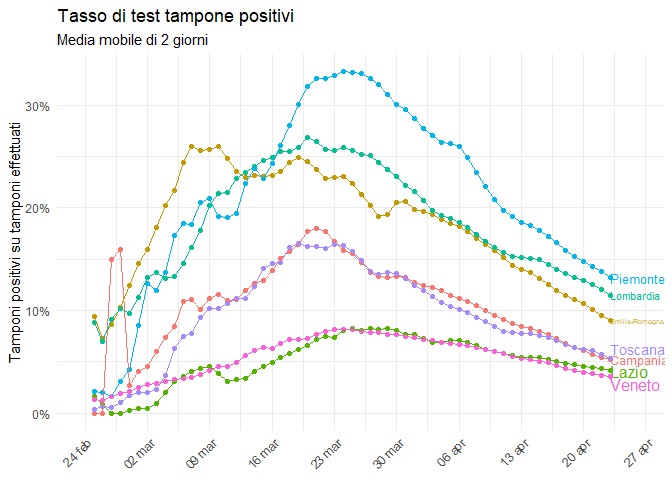 Tasso di test tampone positivi
Media mobile di 2 giorni
Tamponi positivi su tamponi effettuati
30%
20%
10%
0%
Piemonte
Lombardia
Emilia-Romagna
Toscana
Campania
Lazio
Veneto
24 feb
02 mar
09 mar
16 mar
23 mar
30 mar
06 apr
13 apr
20 apr
27 apr